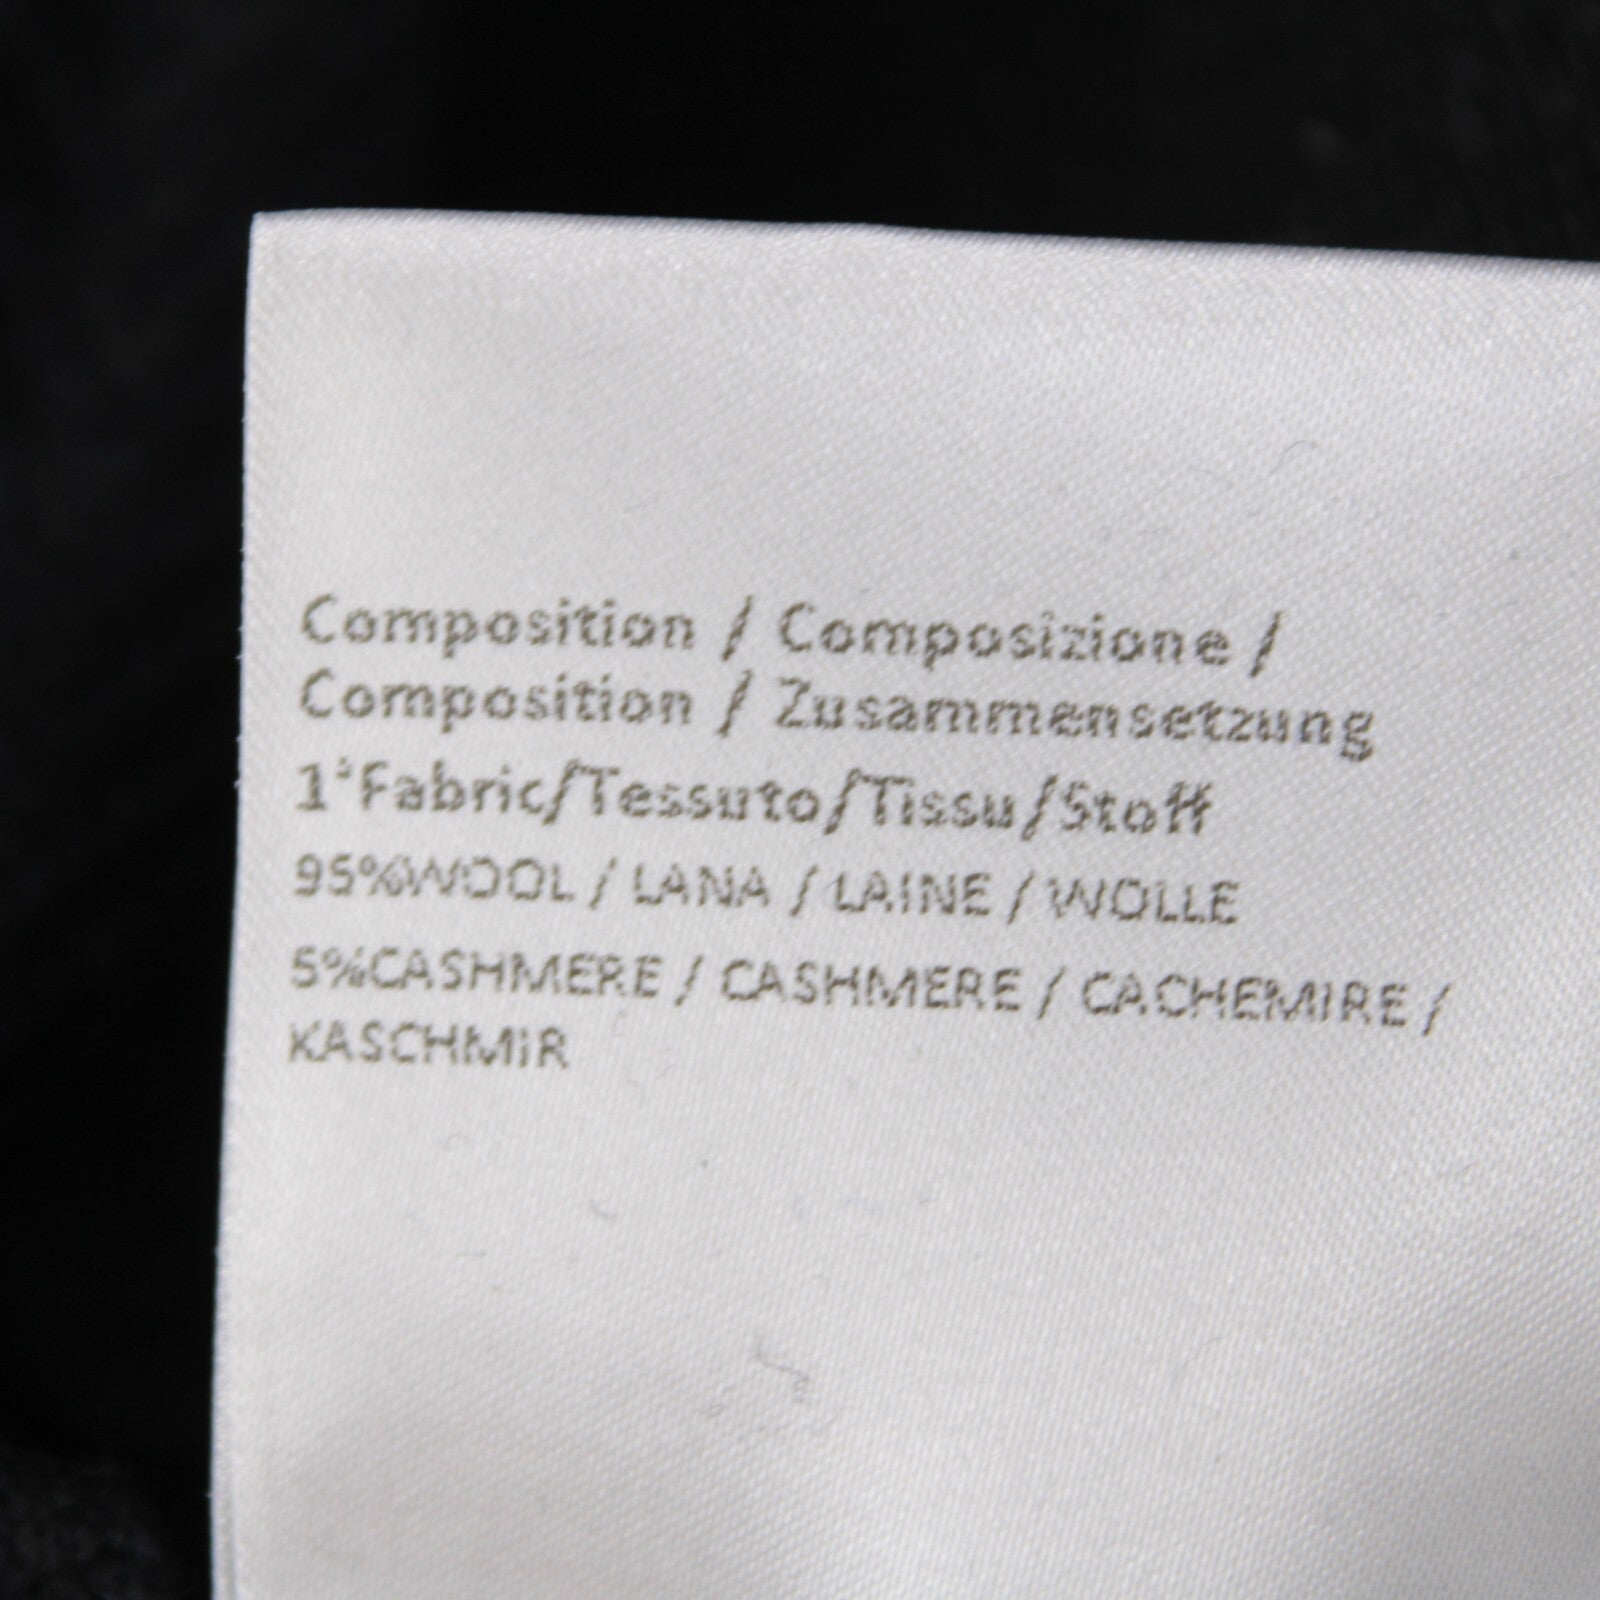 Composition / Composizione /
Composition / Zusammensetzung
1°Fabric/Tessuto/Tissu/Stoff
95%WOOL / LANA / LAINE / WOLLE
5%CASHMERE / CASHMERE / CACHEMIRE /
KASCHMIR